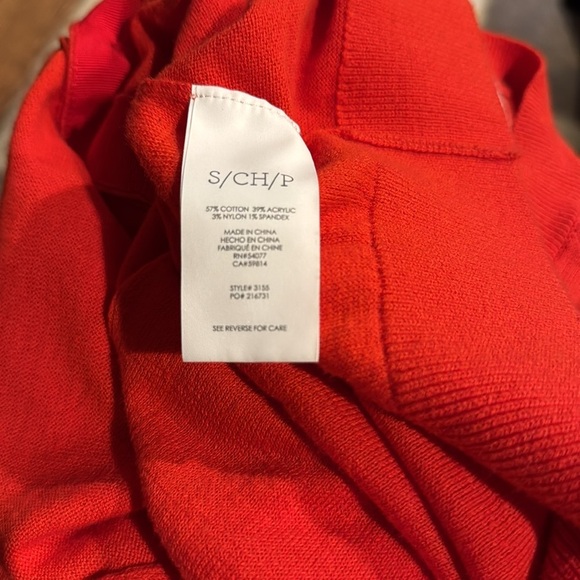 S/CH/P
57% COTTON 39% ACRYLIC
3% NYLON 1% SPANDEX
MADE IN CHINA
HECHO EN CHINA
FABRIQUÉ EN CHINE
RN#54077
CA#59814
STYLE# 3155
PO# 216731
SEE REVERSE FOR CARE